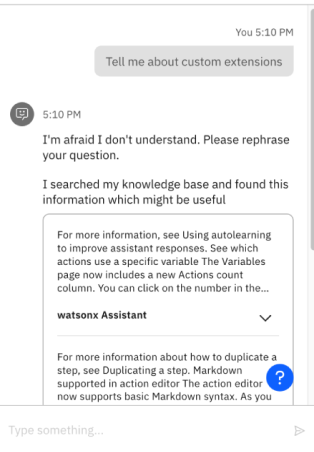 You 5:10 PM
Tell me about custom extensions
5:10 PM
I'm afraid I don't understand. Please rephrase
your question.
I searched my knowledge base and found this
information which might be useful
For more information, see Using autolearning
to improve assistant responses. See which
actions use a specific variable The Variables
page now includes a new Actions count
column. You can click on the number in the...
watsonx Assistant
For more information about how to duplicate a
step, see Duplicating a step. Markdown
supported in action editor The action editor
now supports basic Markdown syntax. As you
?
Type something...